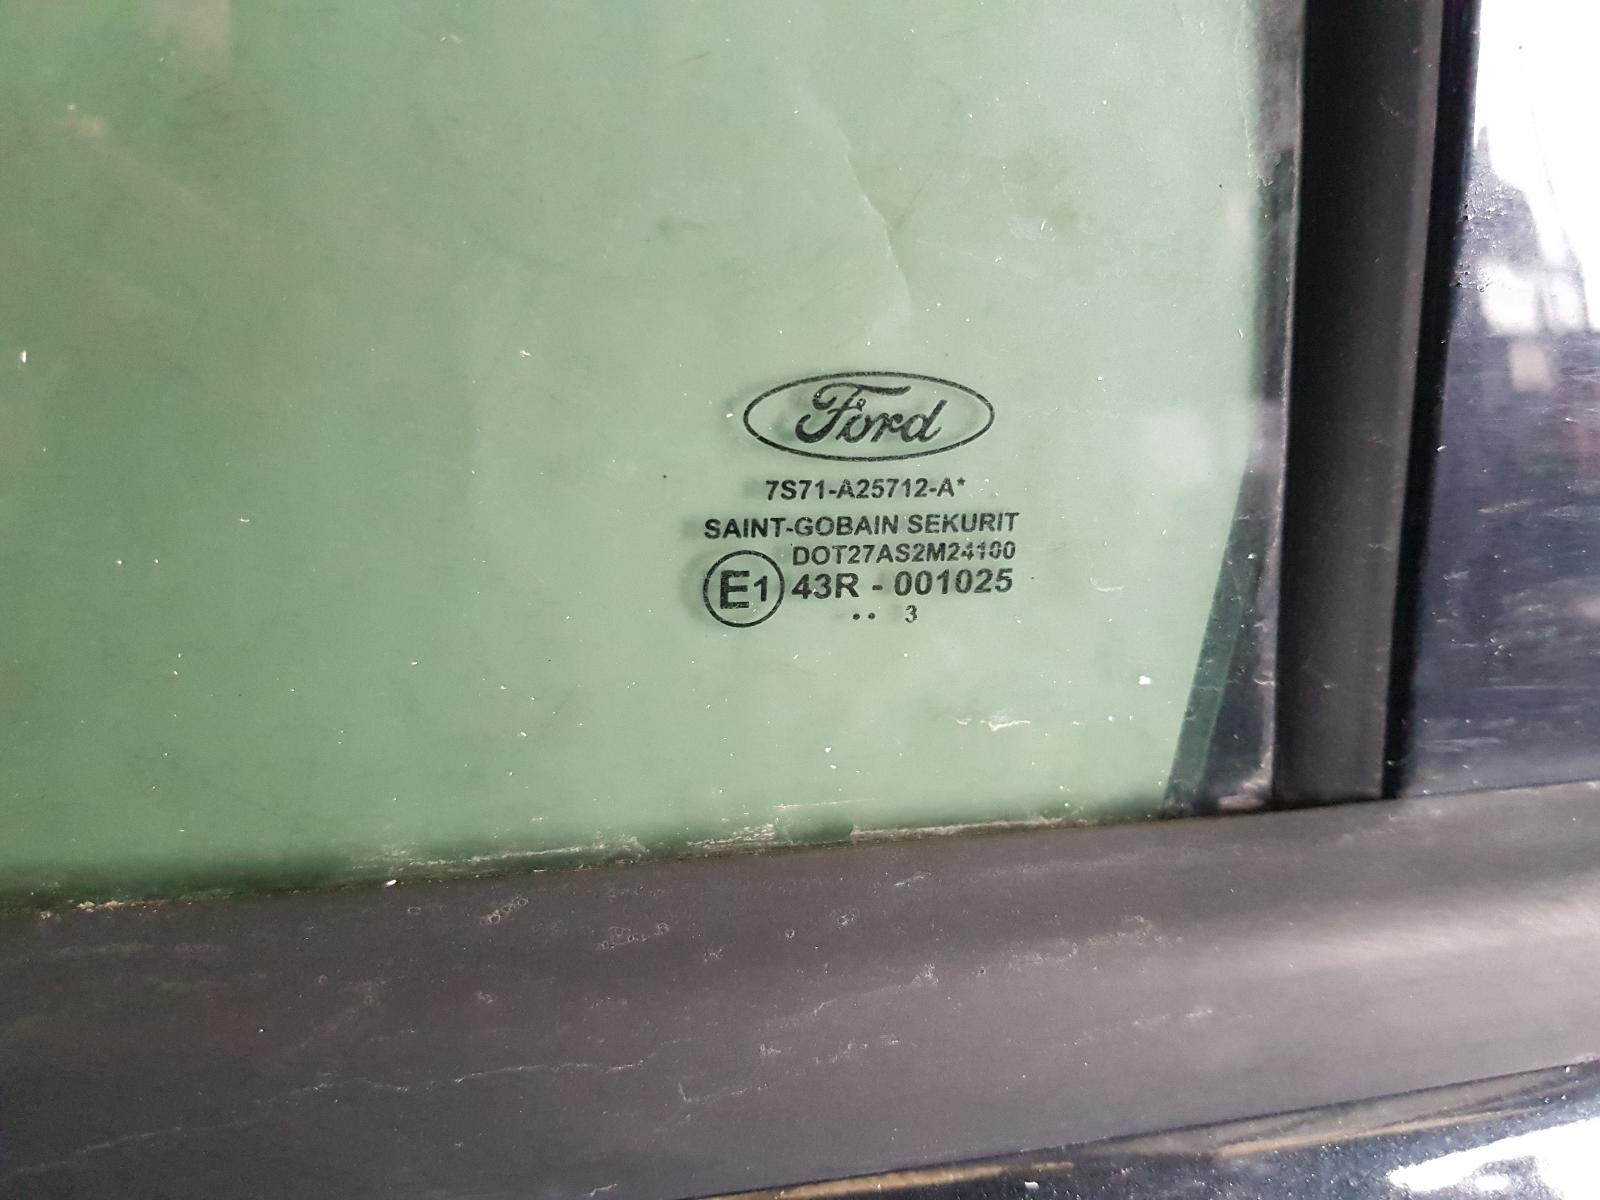 Ford
7S71-A25712-A*
SAINT-GOBAIN SEKURIT
DOT27AS2M24100
E1 43R - 001025
.. 3